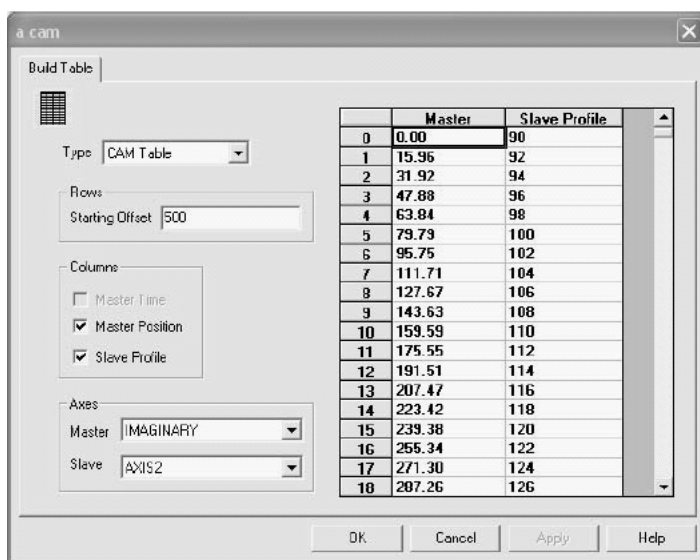 a cam
Build Table
Type CAM Table
Rows
Starting Offset 500
Columns
Master Time
Master Position
Slave Profile
Axes
Master IMAGINARY
Slave AXIS2
Master Slave Profile
0 0.00 90
1 15.96 92
2 31.92 94
3 47.88 96
4 63.84 98
5 79.79 100
6 95.75 102
7 111.71 104
8 127.67 106
9 143.63 108
10 159.59 110
11 175.55 112
12 191.51 114
13 207.47 116
14 223.42 118
15 239.38 120
16 255.34 122
17 271.30 124
18 287.26 126
OK Cancel Apply Help